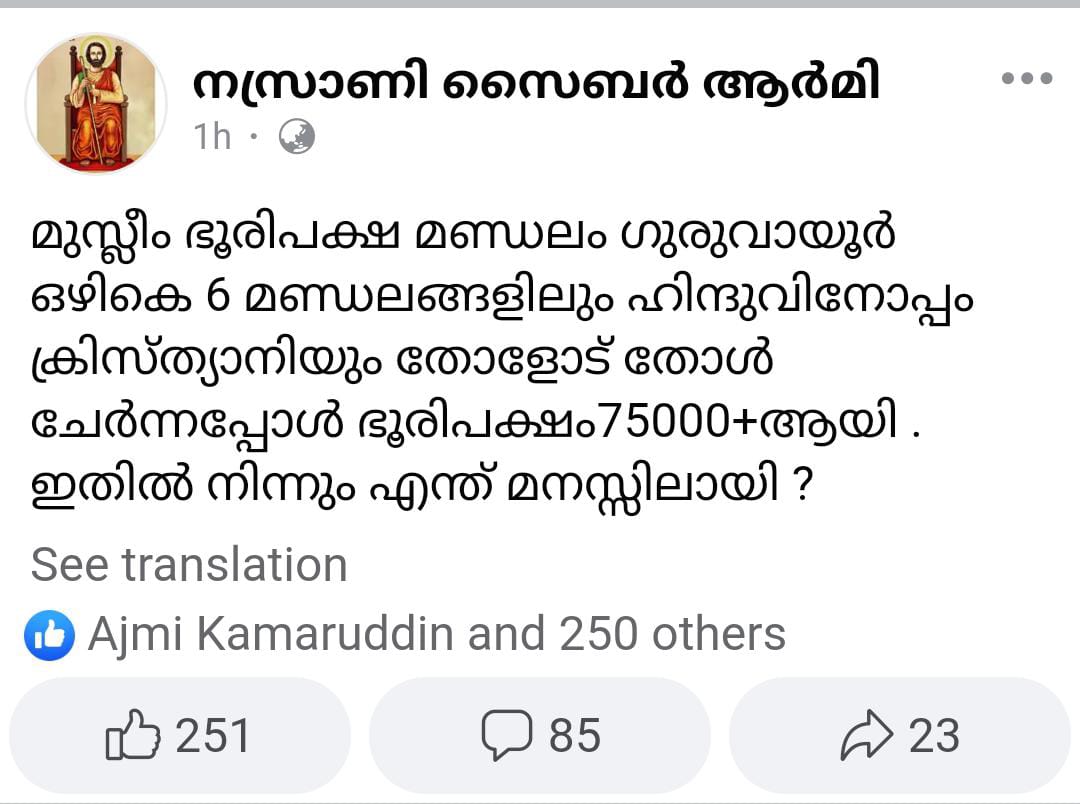 നസ്രാണി സൈബർ ആർമി
1h ·
മുസ്ലീം ഭൂരിപക്ഷ മണ്ഡലം ഗുരുവായൂർ
ഒഴികെ 6 മണ്ഡലങ്ങളിലും ഹിന്ദുവിനോപ്പം
ക്രിസ്ത്യാനിയും തോളോട് തോൾ
ചേർന്നപ്പോൾ ഭൂരിപക്ഷം75000+ആയി .
ഇതിൽ നിന്നും എന്ത് മനസ്സിലായി ?
See translation
Ajmi Kamaruddin and 250 others
251 85 23